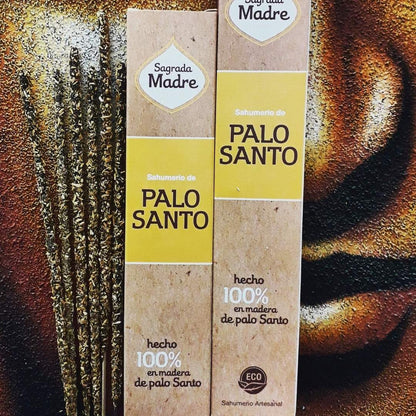 Sagrada
Madre
Sahumerio de
PALO
SANTO
hecho
100%
en madera
de palo Santo
Sagrada
Madre
Sahumerio de
PALO
SANTO
hecho
100%
en madera
de palo Santo
ECO
Sahumerio Artesanal